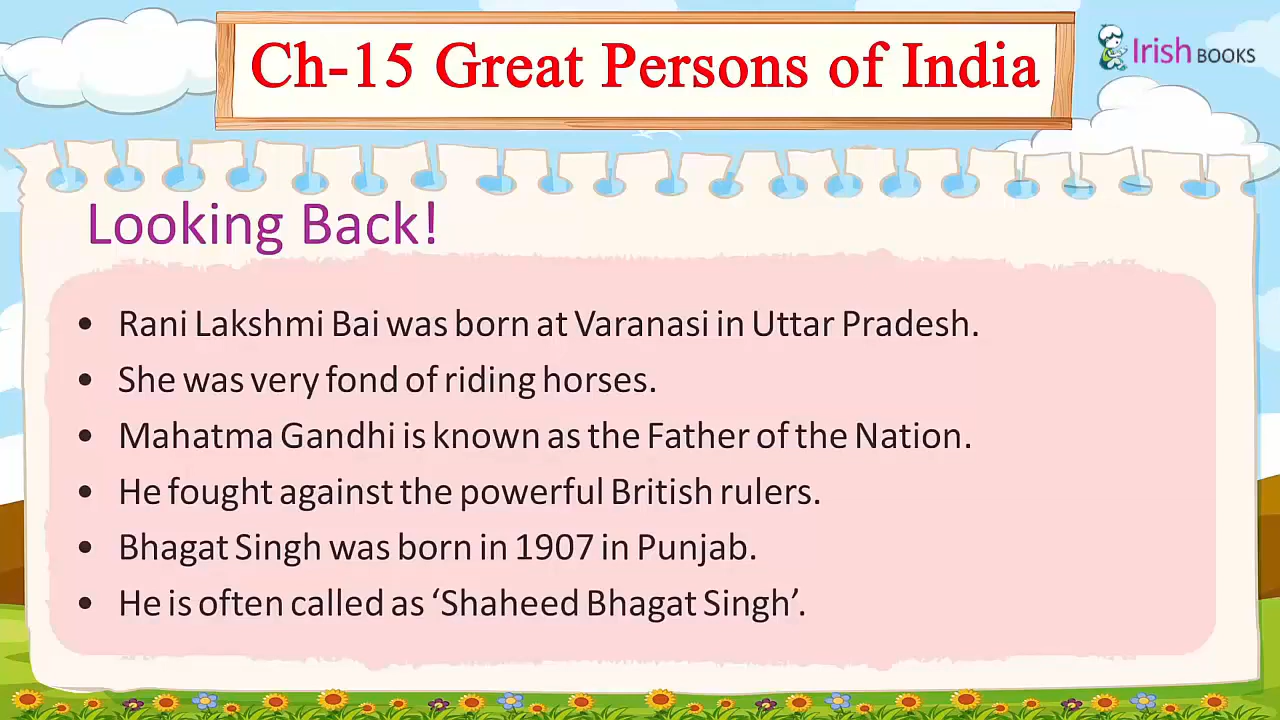 Ch-15 Great Persons of India
Irish BOOKS
Looking Back!
• Rani Lakshmi Bai was born at Varanasi in Uttar Pradesh.
• She was very fond of riding horses.
• Mahatma Gandhi is known as the Father of the Nation.
• He fought against the powerful British rulers.
• Bhagat Singh was born in 1907 in Punjab.
• He is often called as ‘Shaheed Bhagat Singh’.